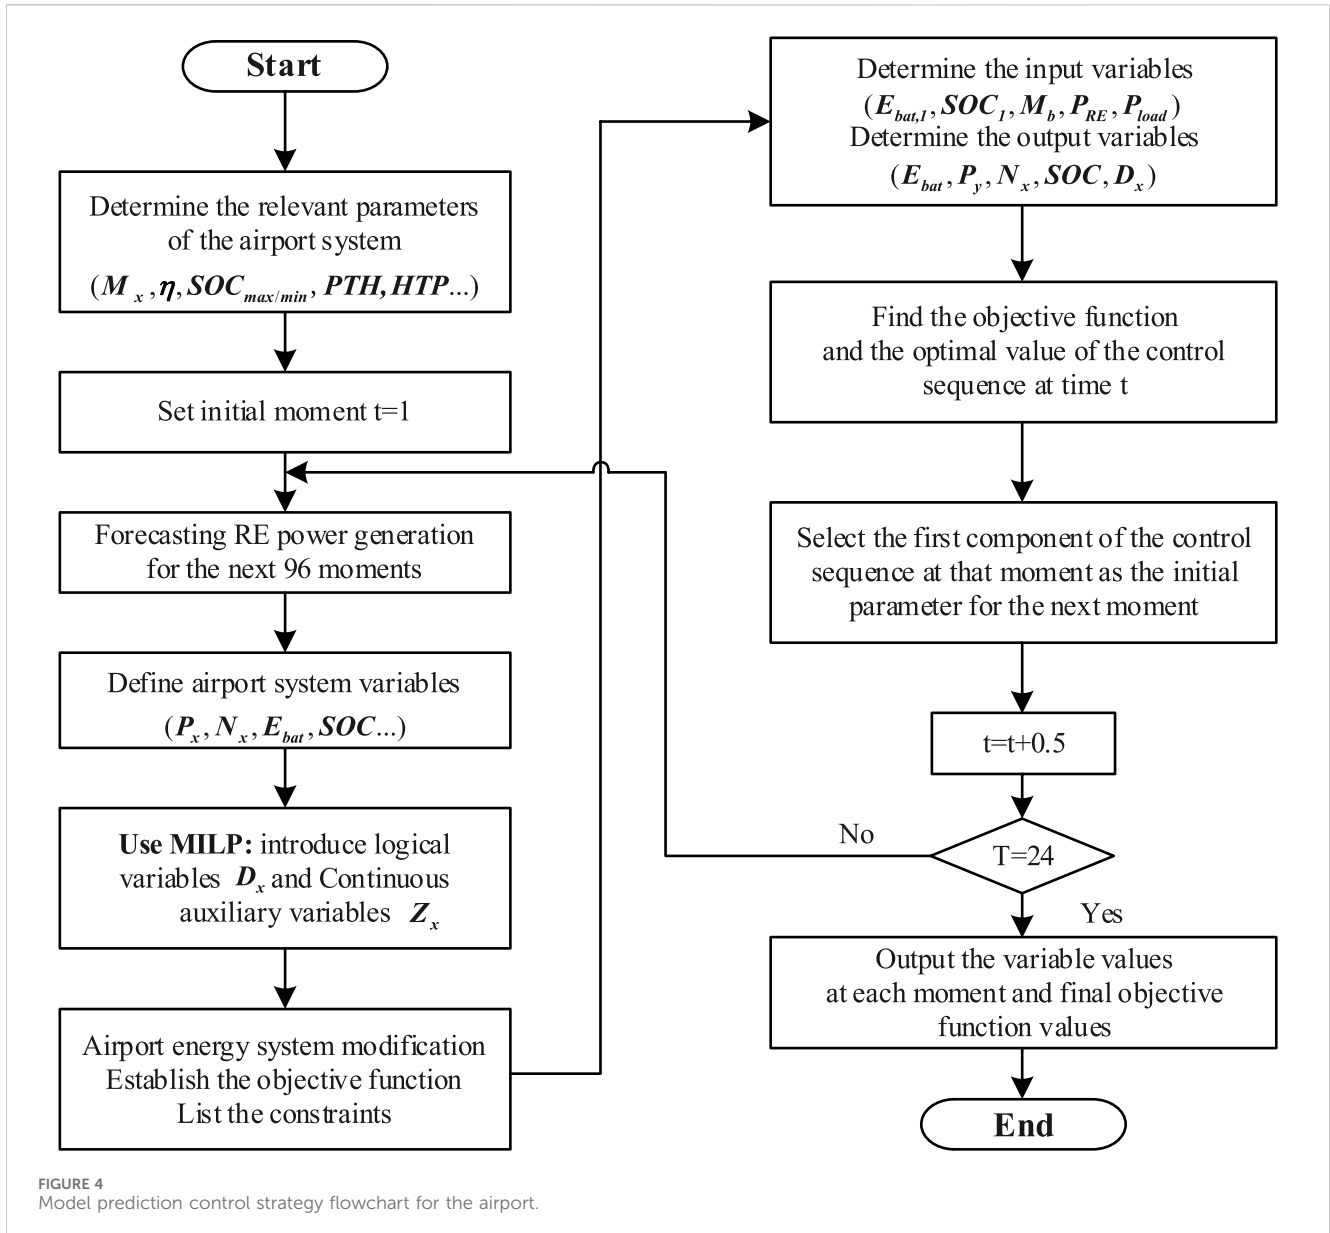 Start
Determine the relevant parameters
of the airport system
(M x ,η,SOCmax/min, PTH,HTP...)
Set initial moment t=1
Forecasting RE power generation
for the next 96 moments
Define airport system variables
(Px,Nx,Ebat,SOC...)
Use MILP: introduce logical
variables Dx and Continuous
auxiliary variables Zx
Airport energy system modification
Establish the objective function
List the constraints
Determine the input variables
(Ebat,1,SOC1,Mb,PRE,Pload)
Determine the output variables
(Ebat,Py,Nx,SOC,Dx)
Find the objective function
and the optimal value of the control
sequence at time t
Select the first component of the control
sequence at that moment as the initial
parameter for the next moment
t=t+0.5
No
T=24
Yes
Output the variable values
at each moment and final objective
function values
End
FIGURE 4
Model prediction control strategy flowchart for the airport.